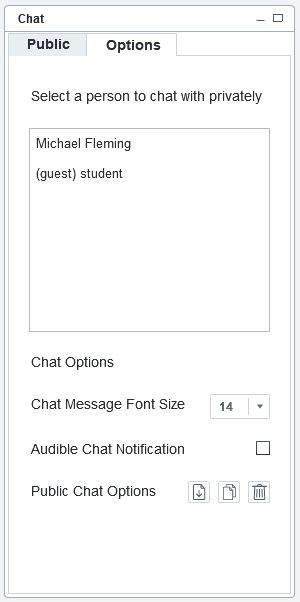 Chat
Public Options
Select a person to chat with privately
Michael Fleming
(guest) student
Chat Options
Chat Message Font Size 14
Audible Chat Notification
Public Chat Options